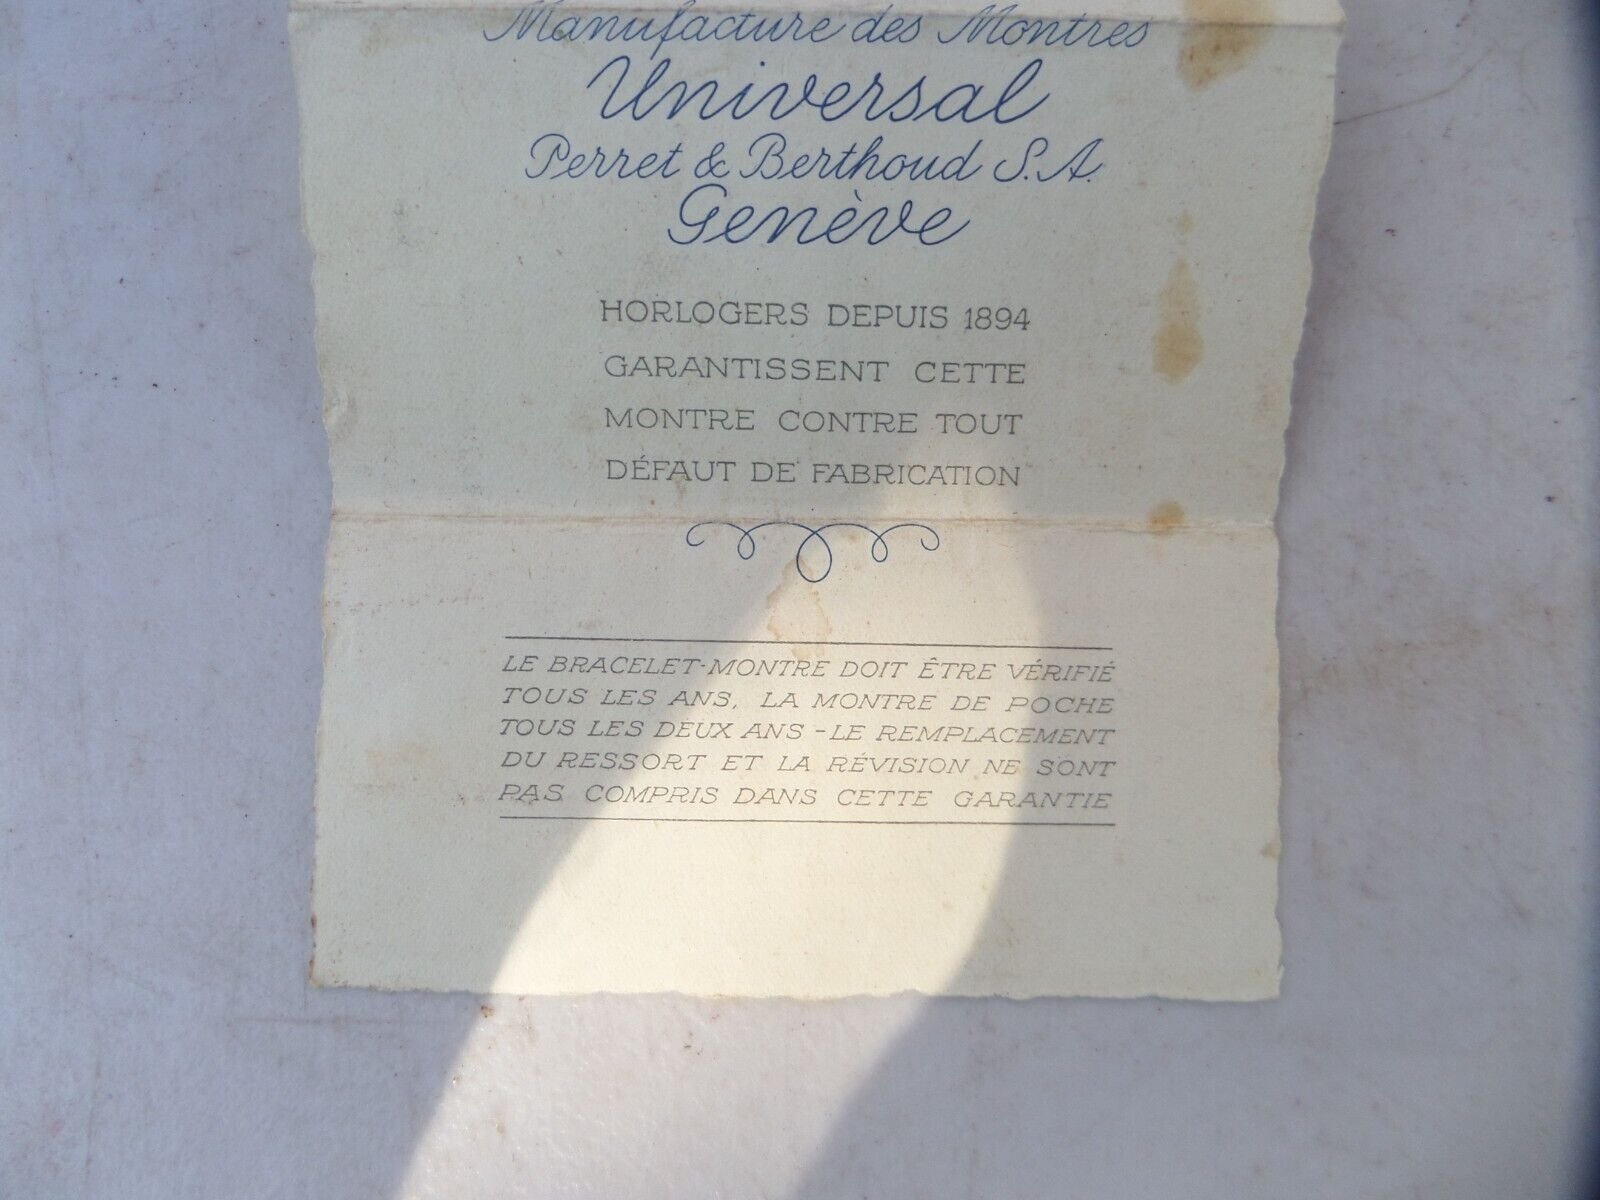 Manufacture des Montres
Universal
Perret & Berthoud S.A.
Genève
HORLOGERS DEPUIS 1894
GARANTISSENT CETTE
MONTRE CONTRE TOUT
DÉFAUT DE FABRICATION
LE BRACELET-MONTRE DOIT ÊTRE VÉRIFIÉ
TOUS LES ANS, LA MONTRE DE POCHE
TOUS LES DEUX ANS - LE REMPLACEMENT
DU RESSORT ET LA RÉVISION NE SONT
PAS COMPRIS DANS CETTE GARANTIE